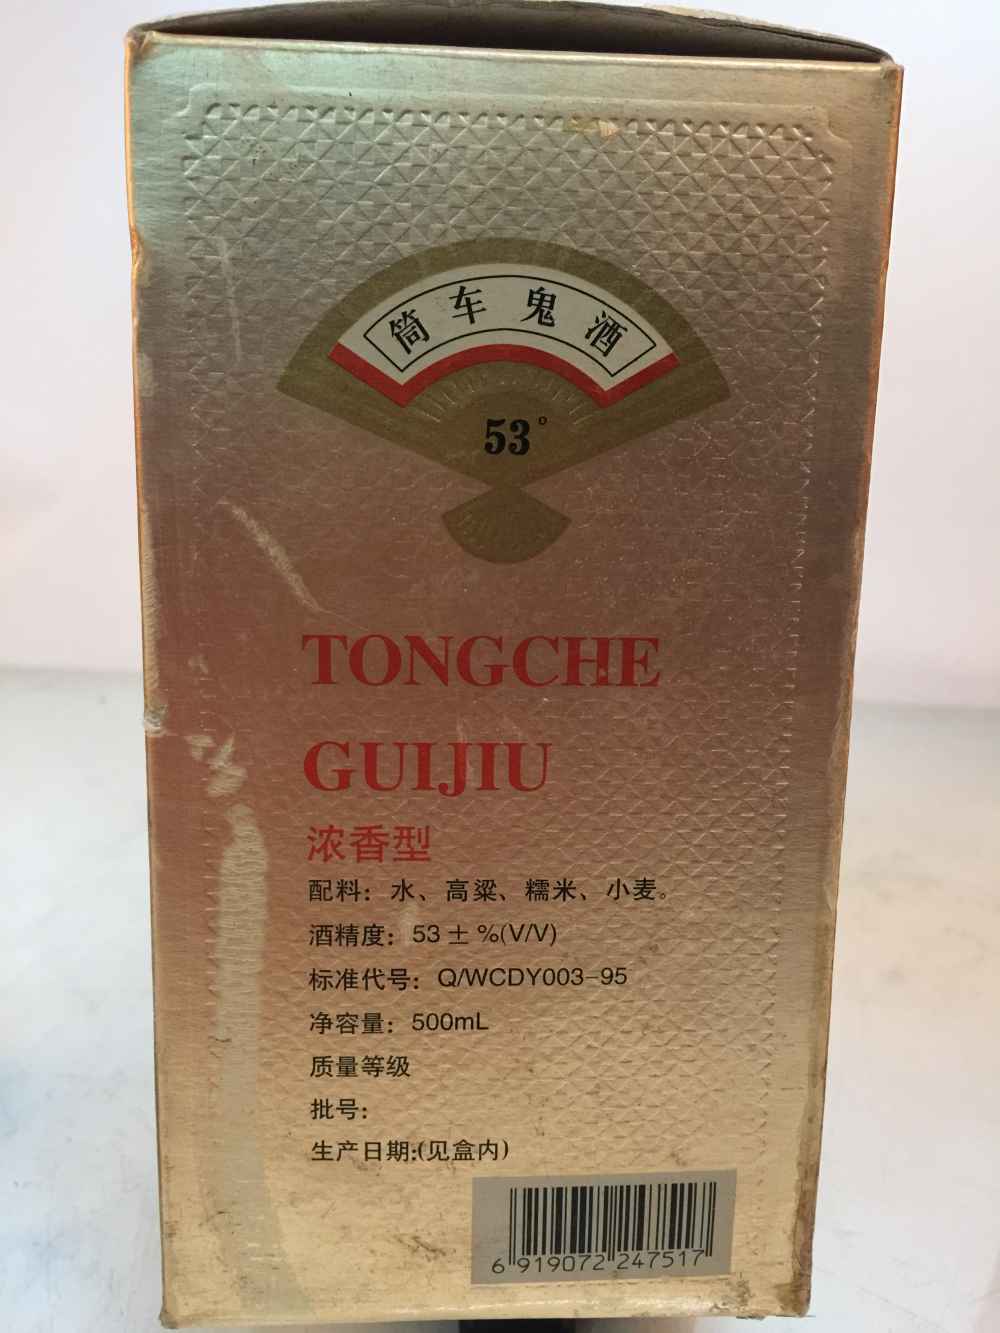 筒车鬼酒
53°
TONGCHE
GUIJIU
浓香型
配料：水、高粱、糯米、小麦。
酒精度：53±%(V/V)
标准代号：Q/WCDY003-95
净容量：500mL
质量等级
批号：
生产日期:(见盒内)
6 919072 247517